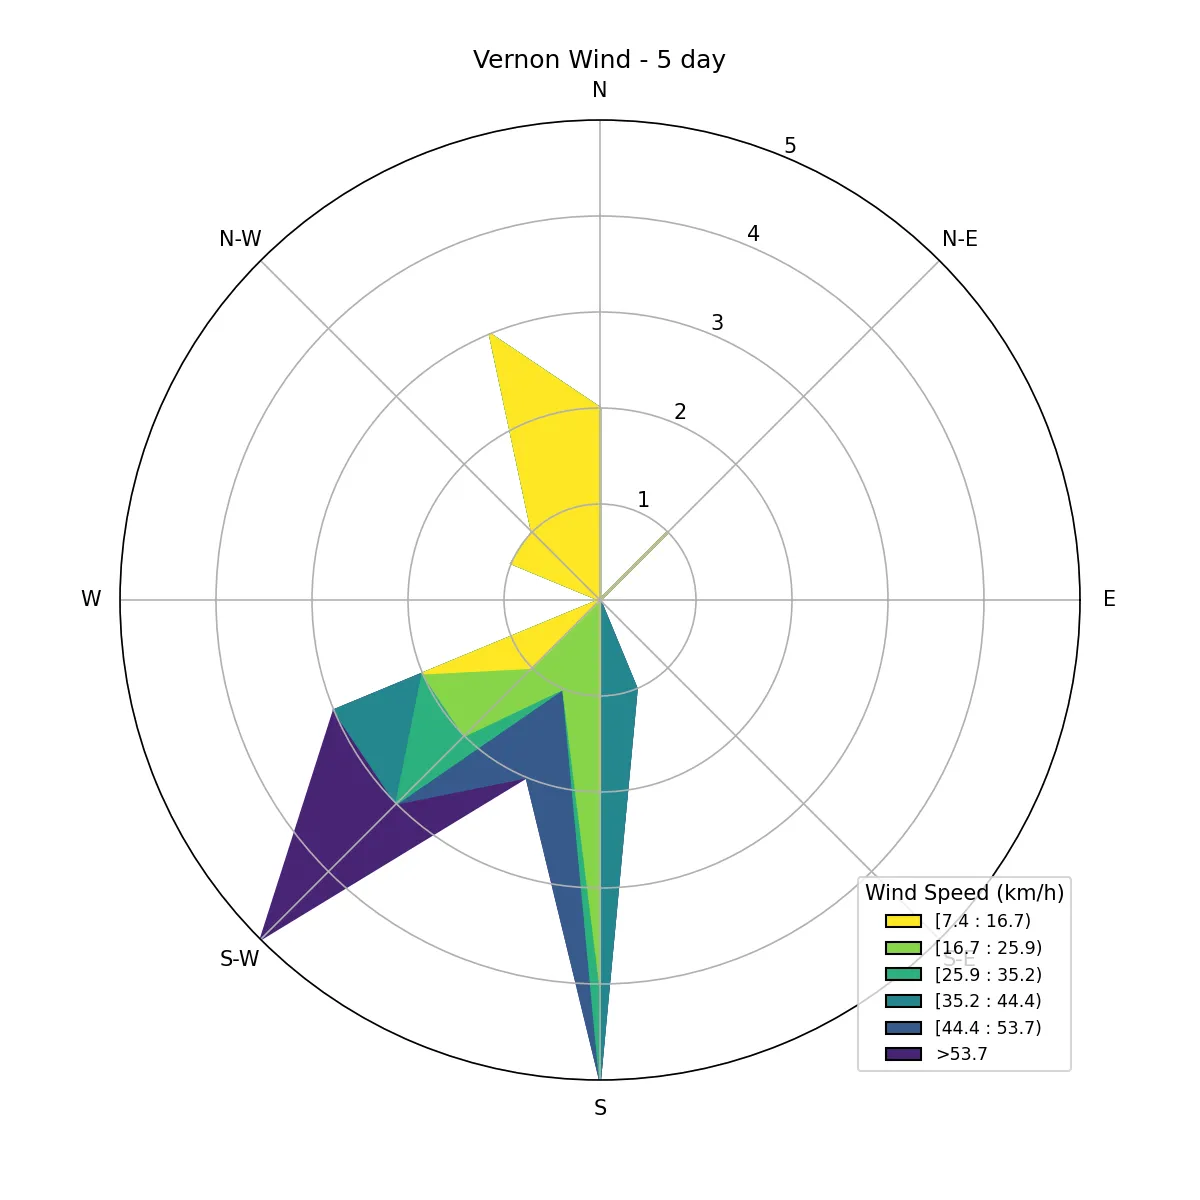 Vernon Wind - 5 day
N
5
N-W
N-E
4
3
2
1
W
E
S-W
S-E
S
Wind Speed (km/h)
[7.4 : 16.7)
[16.7 : 25.9)
[25.9 : 35.2)
[35.2 : 44.4)
[44.4 : 53.7)
>53.7